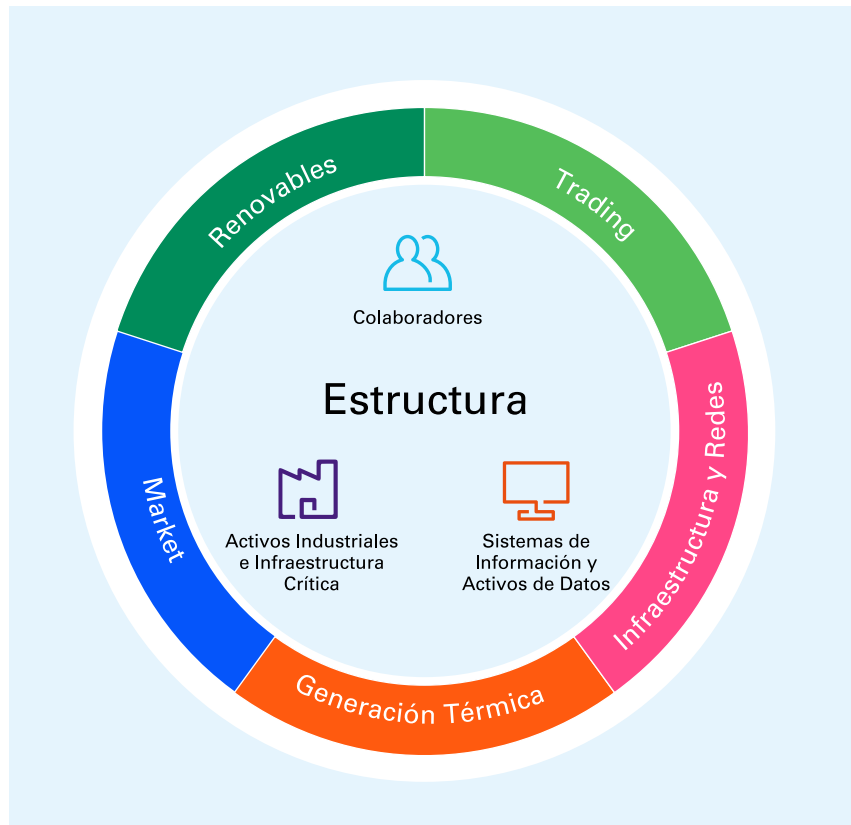 Renovables
Trading
Colaboradores
Estructura
Infraestructura y Redes
Market
Activos Industriales
e Infraestructura
Crítica
Sistemas de
Información y
Activos de Datos
Generación Térmica